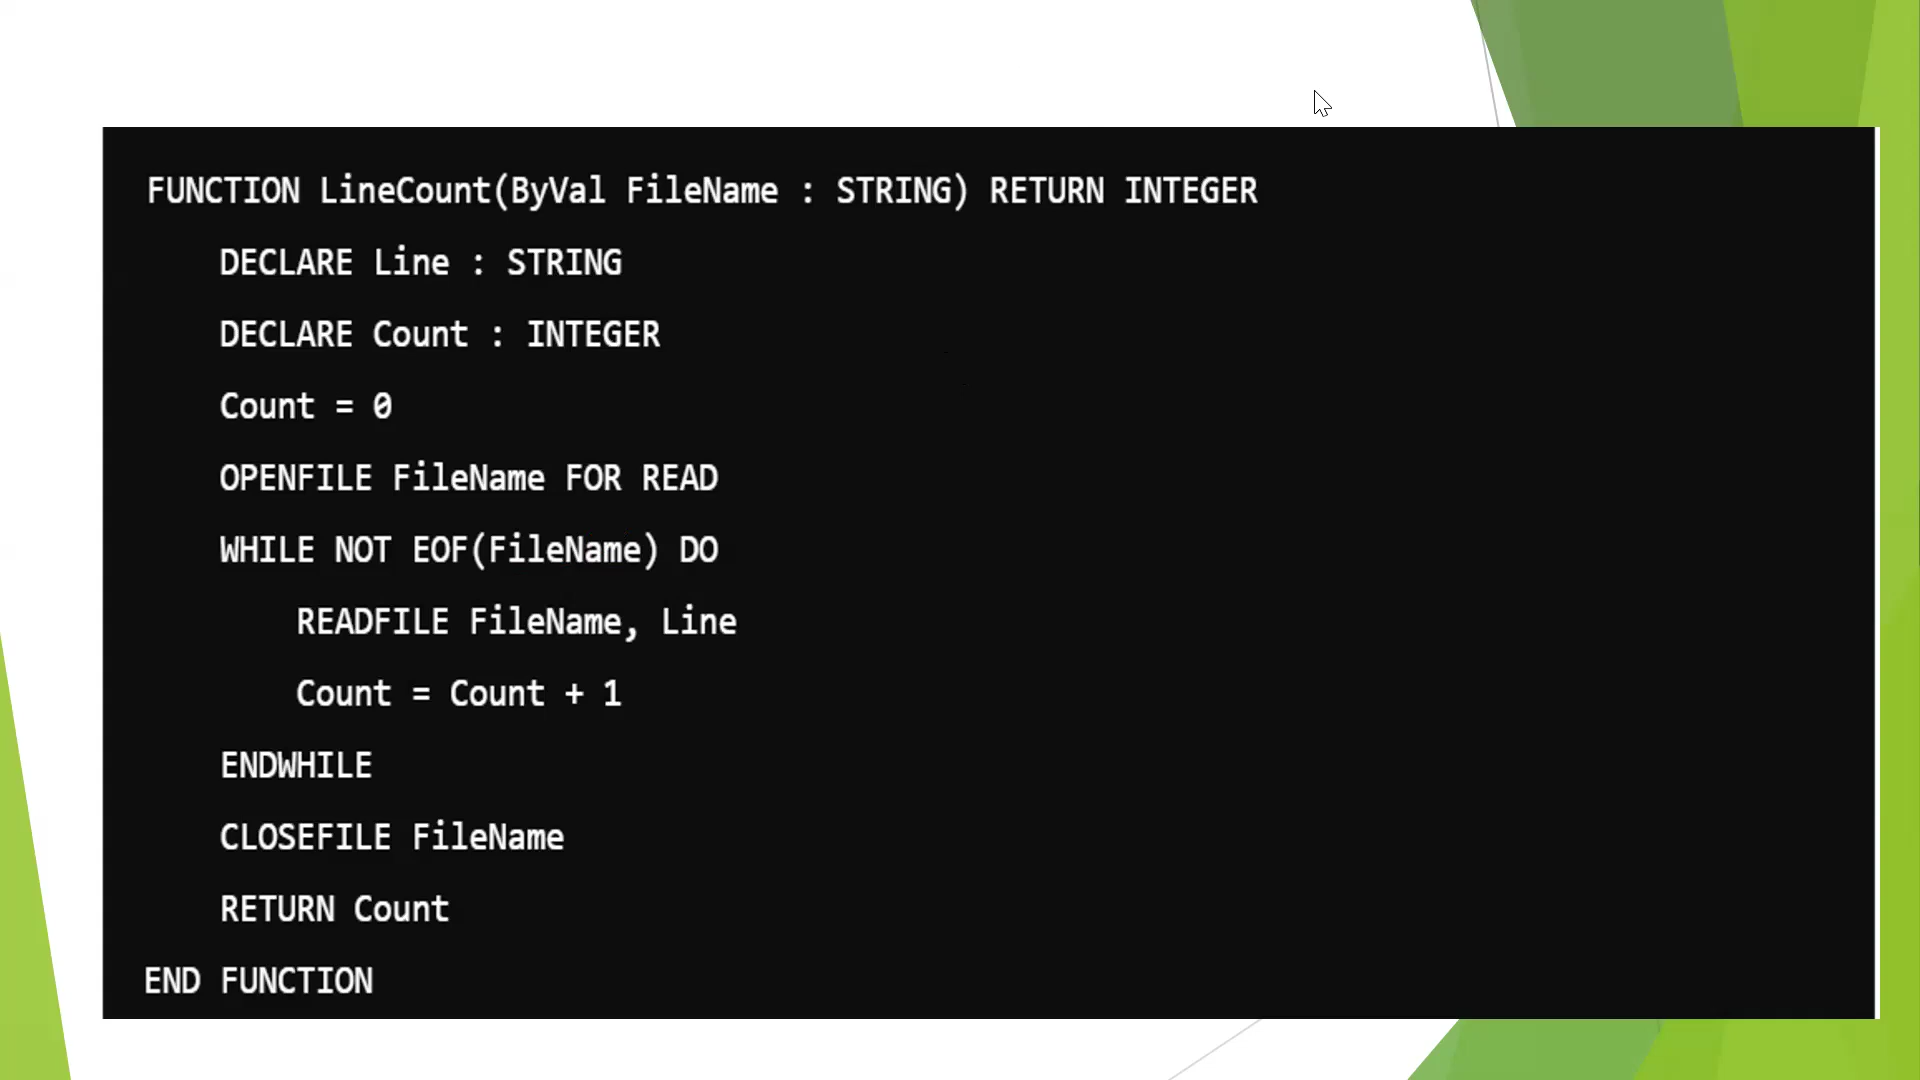 FUNCTION LineCount(ByVal FileName : STRING) RETURN INTEGER
DECLARE Line : STRING
DECLARE Count : INTEGER
Count = 0
OPENFILE FileName FOR READ
WHILE NOT EOF(FileName) DO
READFILE FileName, Line
Count = Count + 1
ENDWHILE
CLOSEFILE FileName
RETURN Count
END FUNCTION